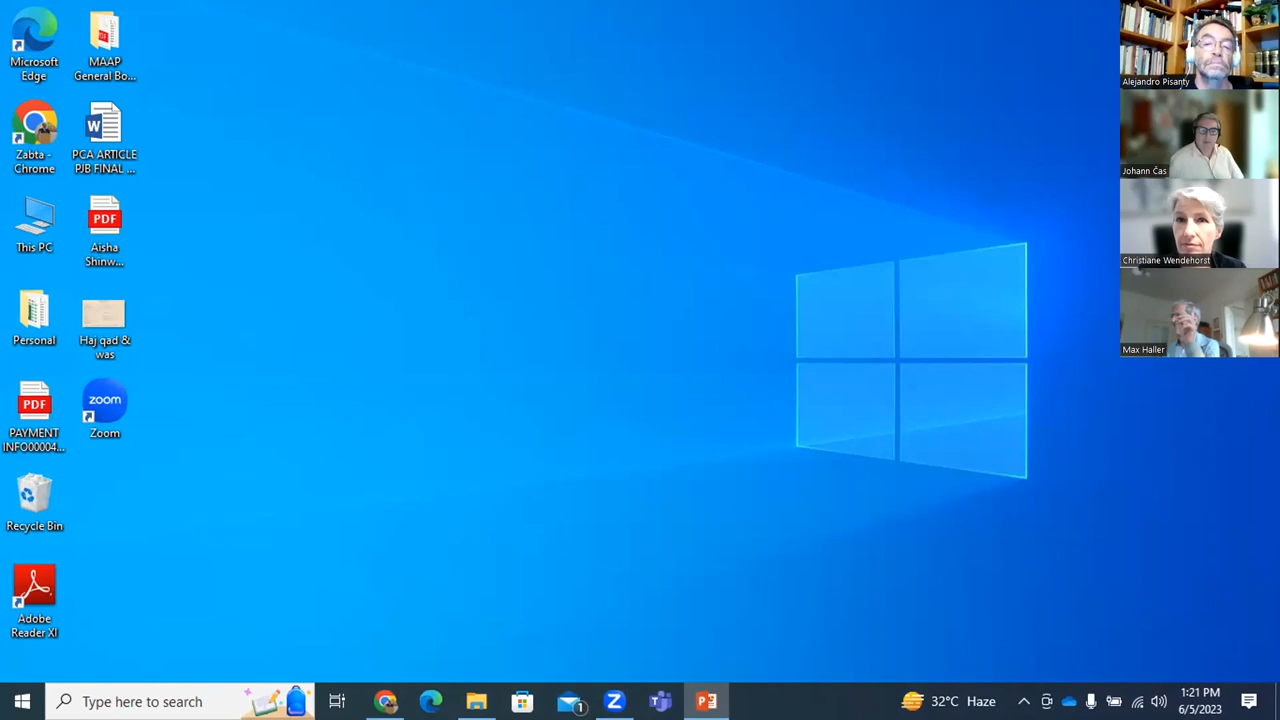 Microsoft
Edge
MAAP
General Bo...
Zabta -
Chrome
W
PCA ARTICLE
PJB FINAL ...
This PC
PDF
Aisha
Shinw...
Personal
Haj qad &
was
PDF
PAYMENT
INFO00004...
zoom
Zoom
Recycle Bin
Adobe
Reader XI
Alejandro Pisanty
Johann Čas
Christiane Wendehorst
Max Haller
Type here to search
1
32°C Haze
1:21 PM
6/5/2023